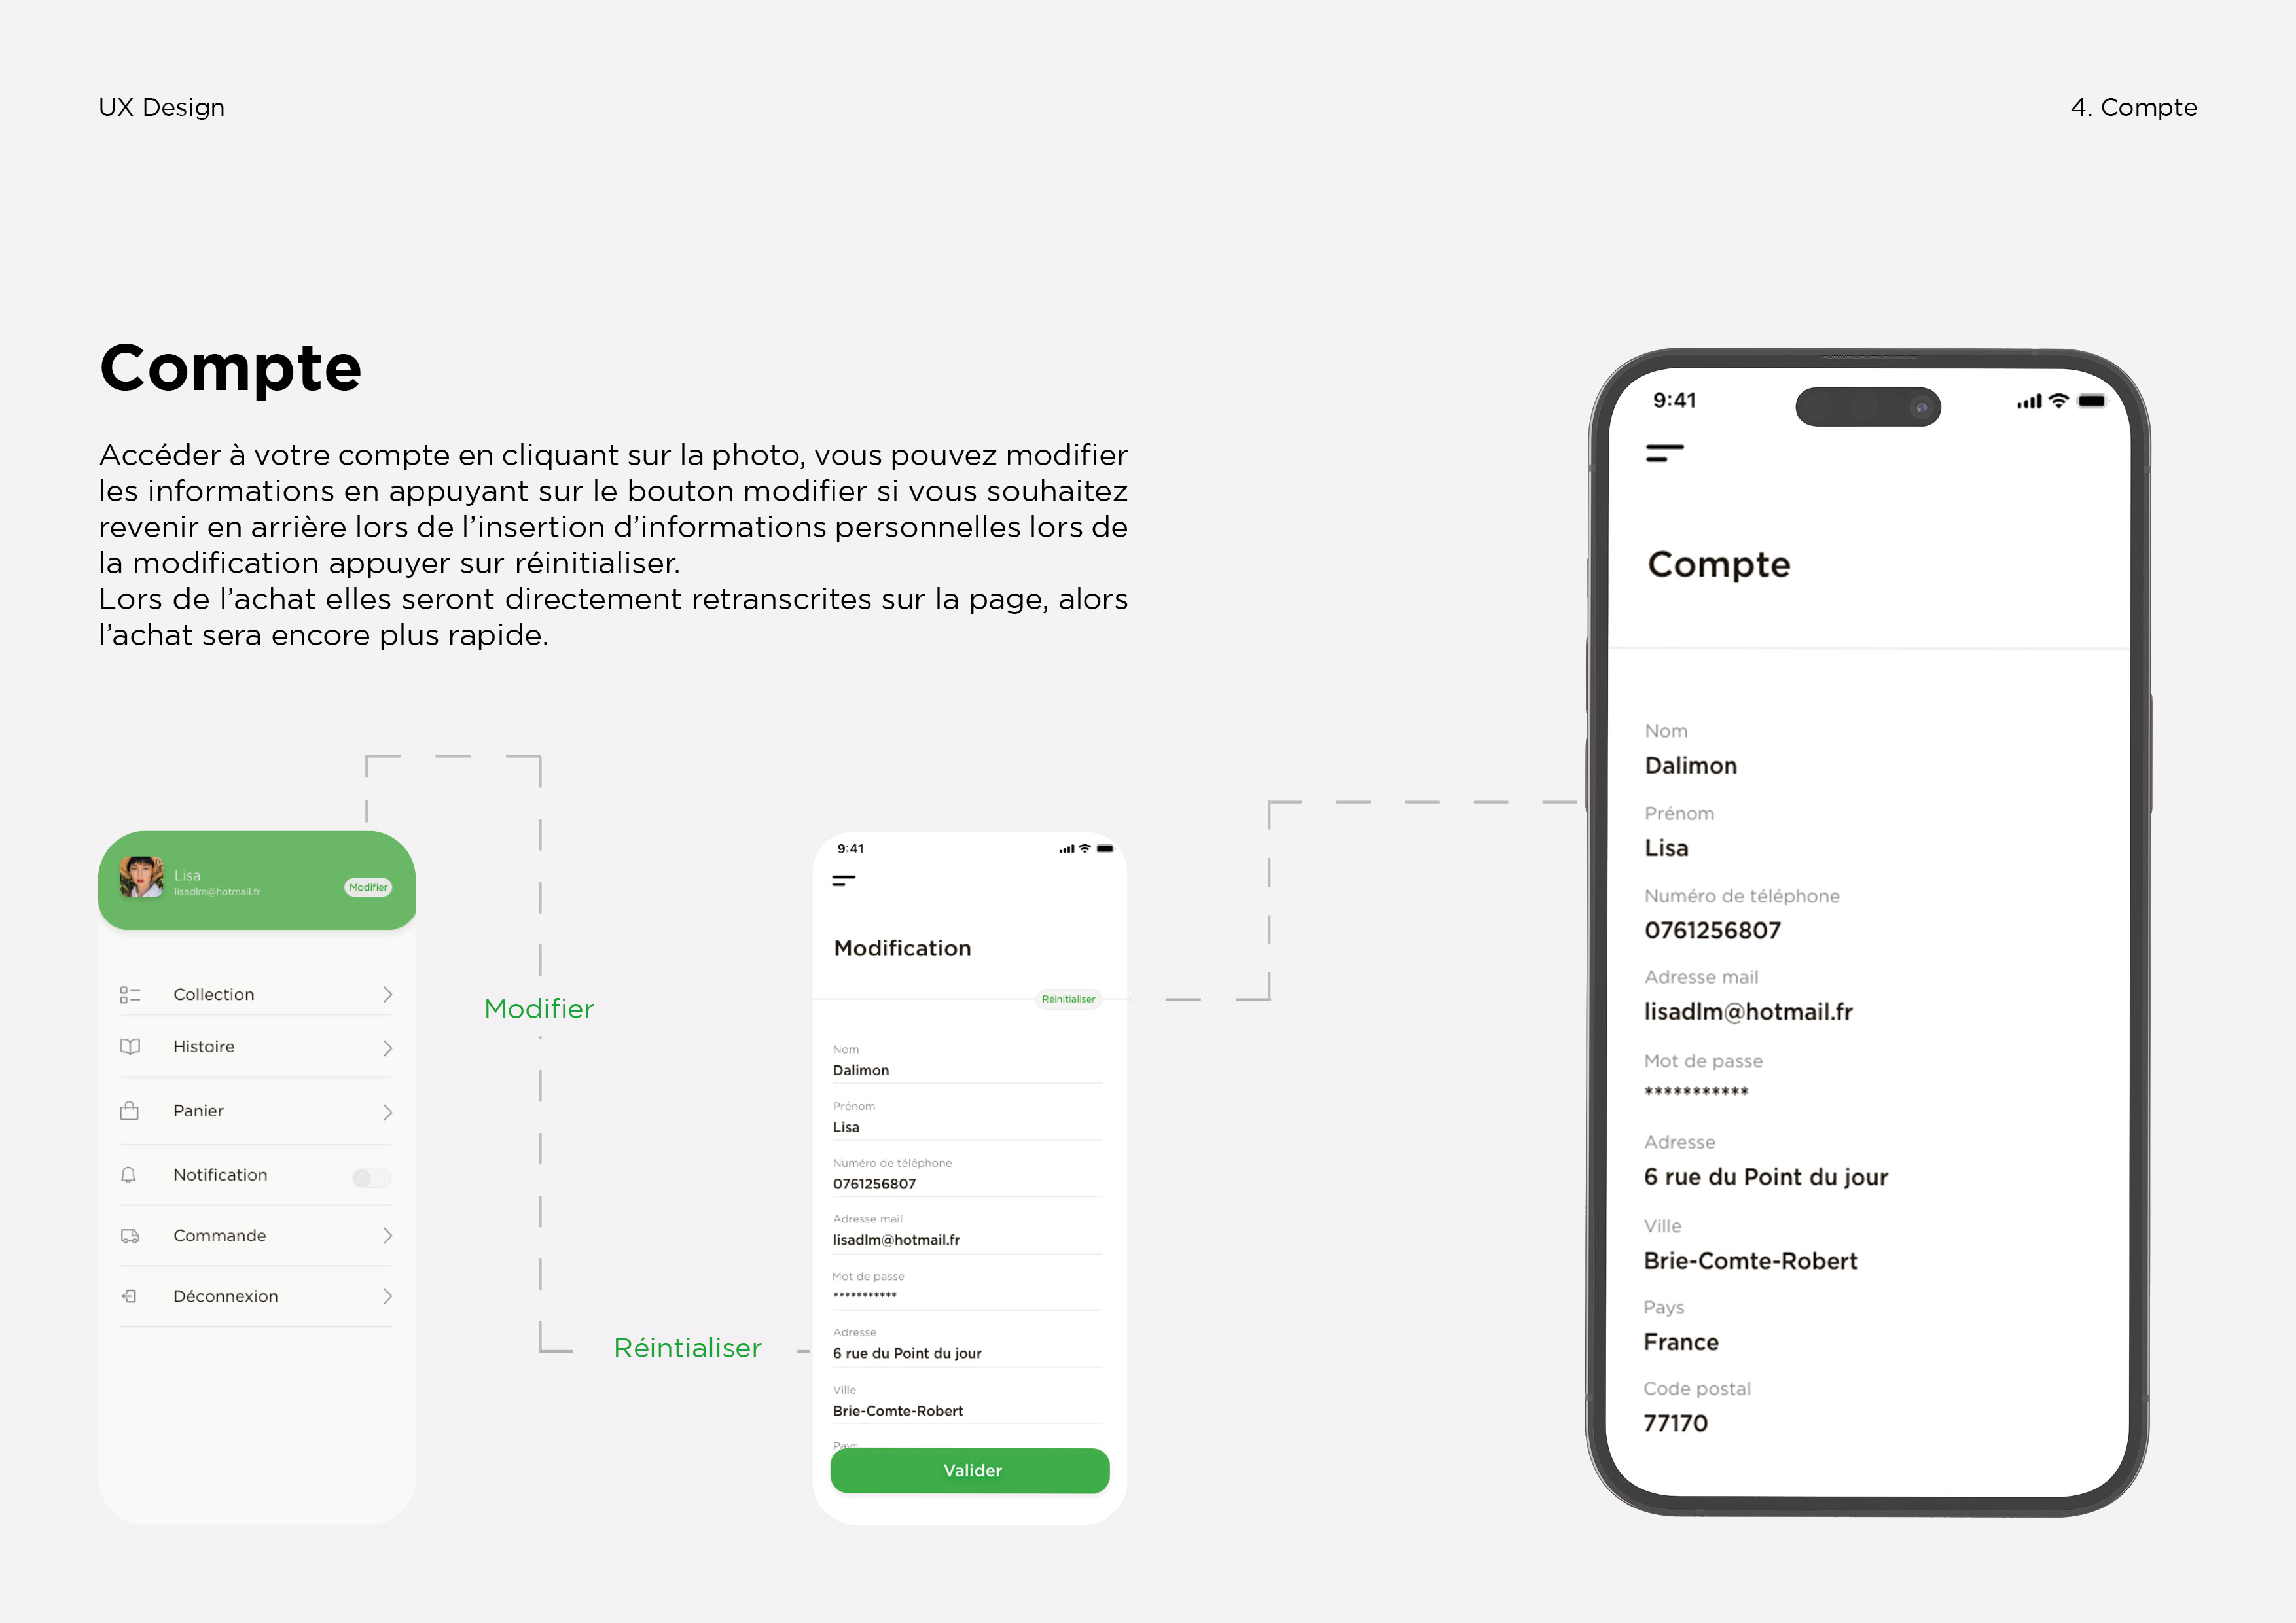 UX Design
4. Compte
Compte
Accéder à votre compte en cliquant sur la photo, vous pouvez modifier
les informations en appuyant sur le bouton modifier si vous souhaitez
revenir en arrière lors de l’insertion d’informations personnelles lors de
la modification appuyer sur réinitialiser.
Lors de l’achat elles seront directement retranscrites sur la page, alors
l’achat sera encore plus rapide.
Lisa
lisadlm@hotmail.fr
Modifier
Collection
Histoire
Panier
Notification
Commande
Déconnexion
Modifier
Réintialiser
9:41
Modification
Réinitialiser
Nom
Dalimon
Prénom
Lisa
Numéro de téléphone
0761256807
Adresse mail
lisadlm@hotmail.fr
Mot de passe
***********
Adresse
6 rue du Point du jour
Ville
Brie-Comte-Robert
Pays
Valider
9:41
Compte
Nom
Dalimon
Prénom
Lisa
Numéro de téléphone
0761256807
Adresse mail
lisadlm@hotmail.fr
Mot de passe
***********
Adresse
6 rue du Point du jour
Ville
Brie-Comte-Robert
Pays
France
Code postal
77170